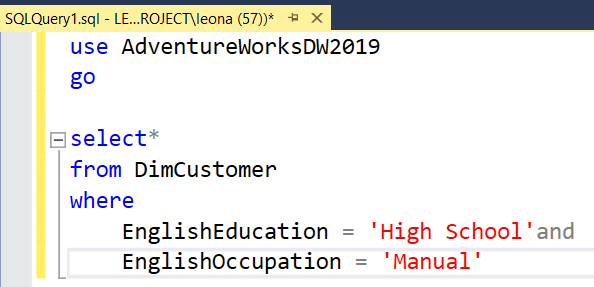 SQLQuery1.sql - LE...ROJECT\leona (57))*
use AdventureWorksDW2019
go
select*
from DimCustomer
where
EnglishEducation = 'High School'and
EnglishOccupation = 'Manual'